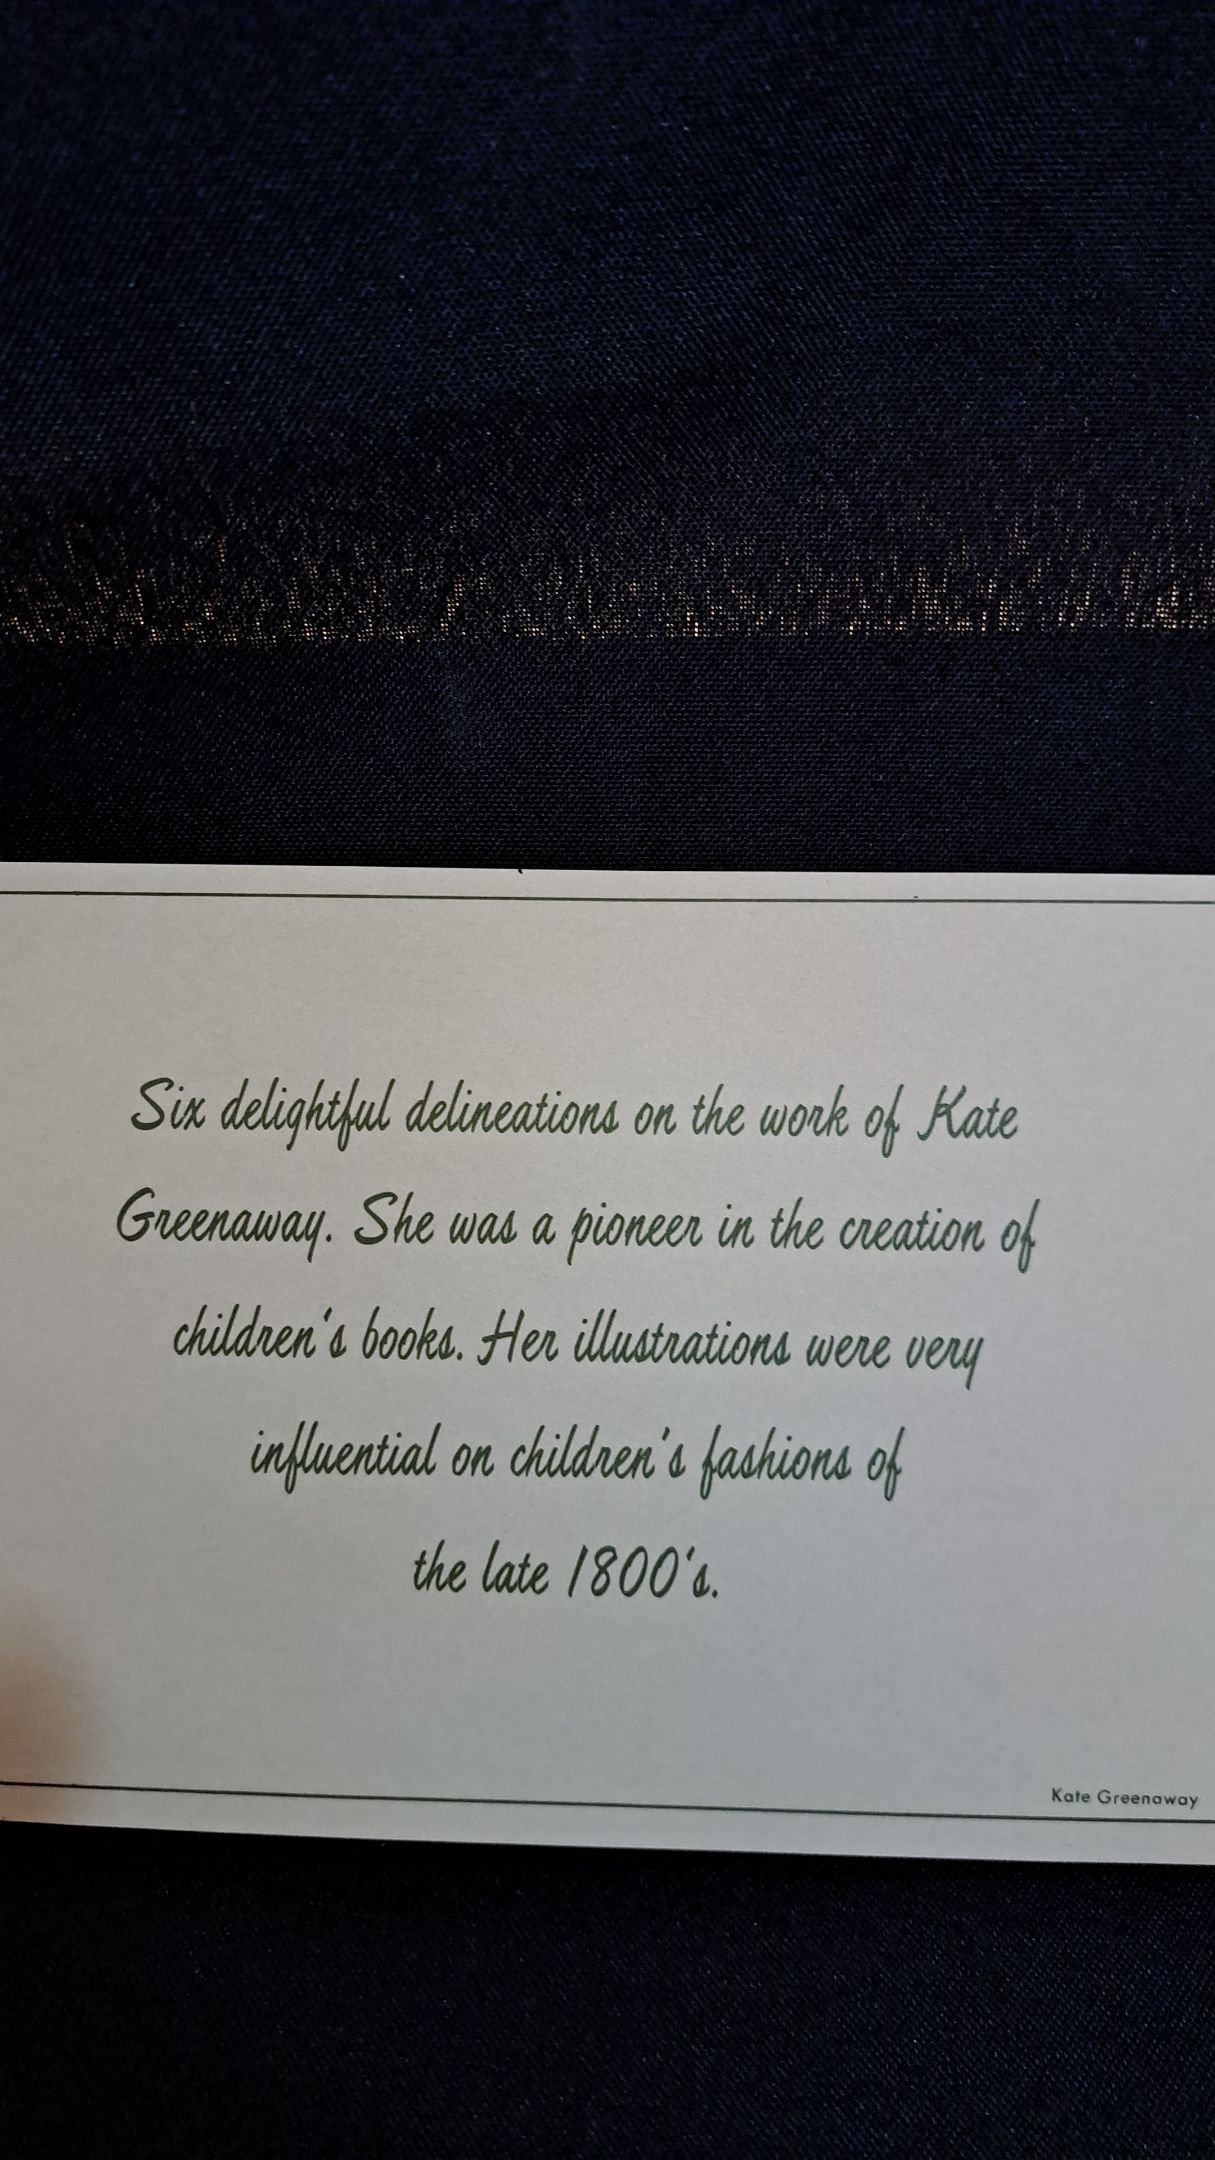 Six delightful delineations on the work of Kate
Greenaway. She was a pioneer in the creation of
children's books. Her illustrations were very
influential on children's fashions of
the late 1800's.
Kate Greenaway